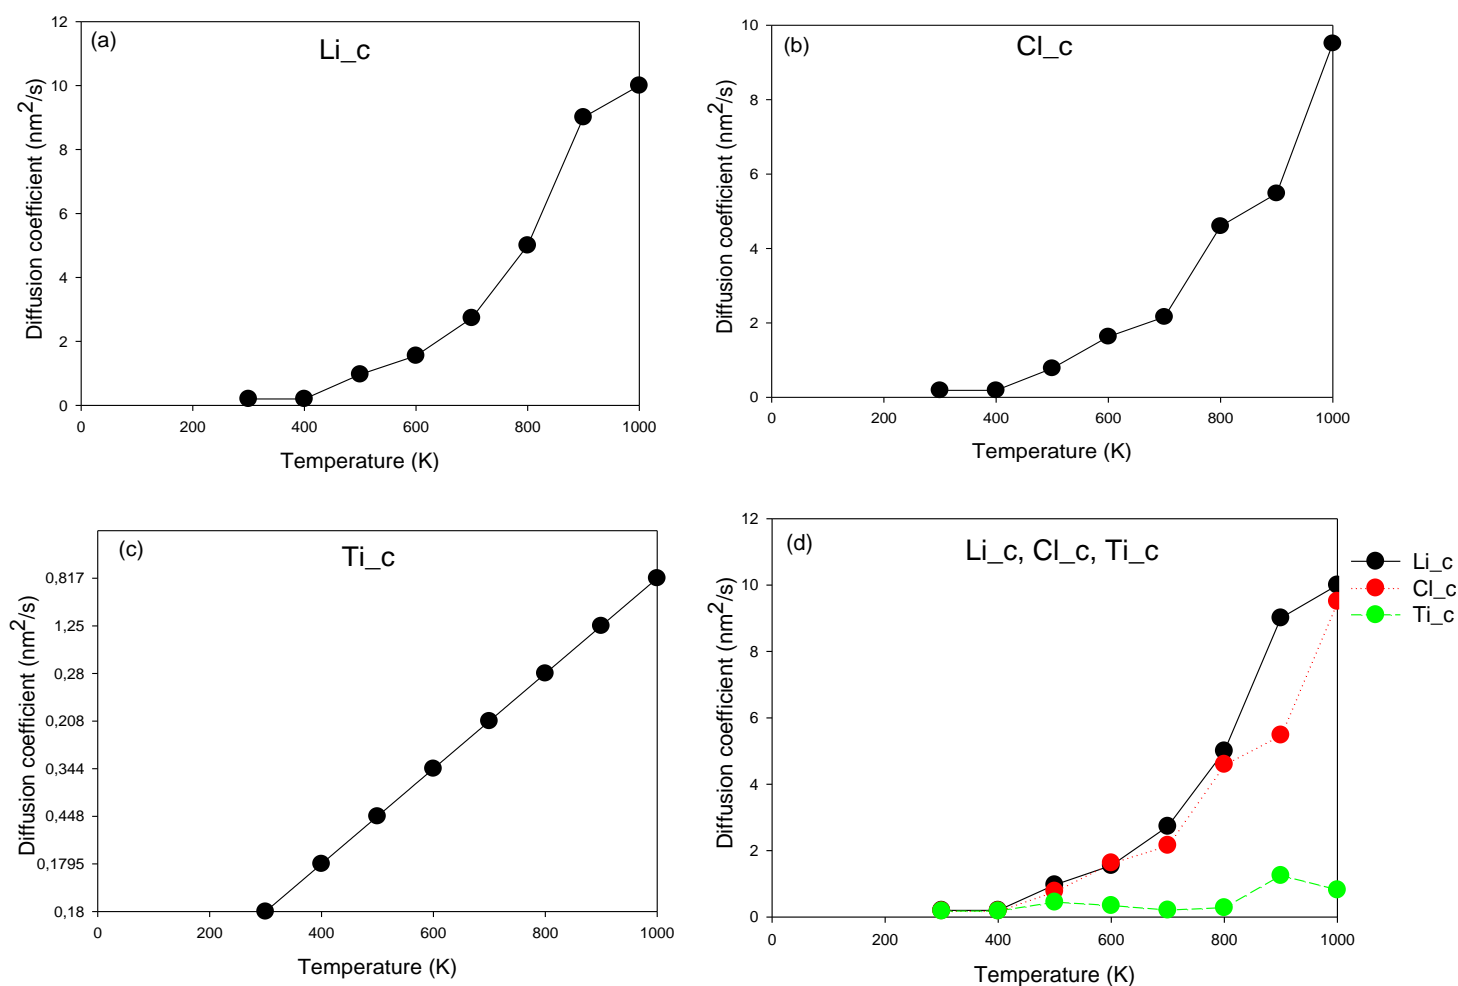 (a)
Li_c
Diffusion coefficient (nm²/s)
12
10
8
6
4
2
0
0 200 400 600 800 1000
Temperature (K)
(b)
Cl_c
Diffusion coefficient (nm²/s)
10
8
6
4
2
0
0 200 400 600 800 1000
Temperature (K)
(c)
Ti_c
Diffusion coefficient (nm²/s)
0,817
1,25
0,28
0,208
0,344
0,448
0,1795
0,18
0 200 400 600 800 1000
Temperature (K)
(d)
Li_c, Cl_c, Ti_c
Diffusion coefficient (nm²/s)
12
10
8
6
4
2
0
0 200 400 600 800 1000
Temperature (K)
Li_c
Cl_c
Ti_c